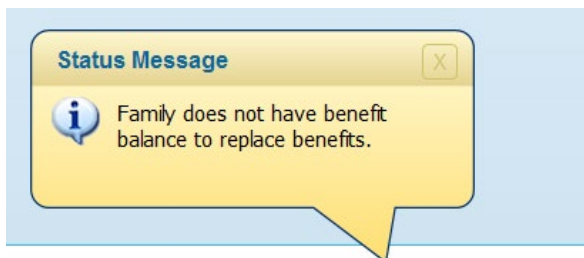 Status Message
X
Family does not have benefit
balance to replace benefits.